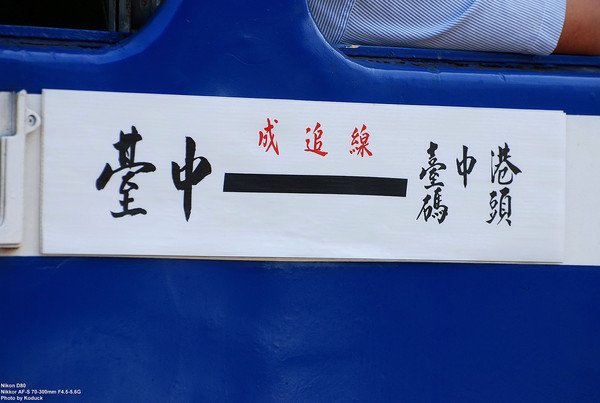 成追線
臺中
臺中港
碼頭
Nikon D80
Nikkor AF-S 70-300mm F4.5-5.6G
Photo by Koduck